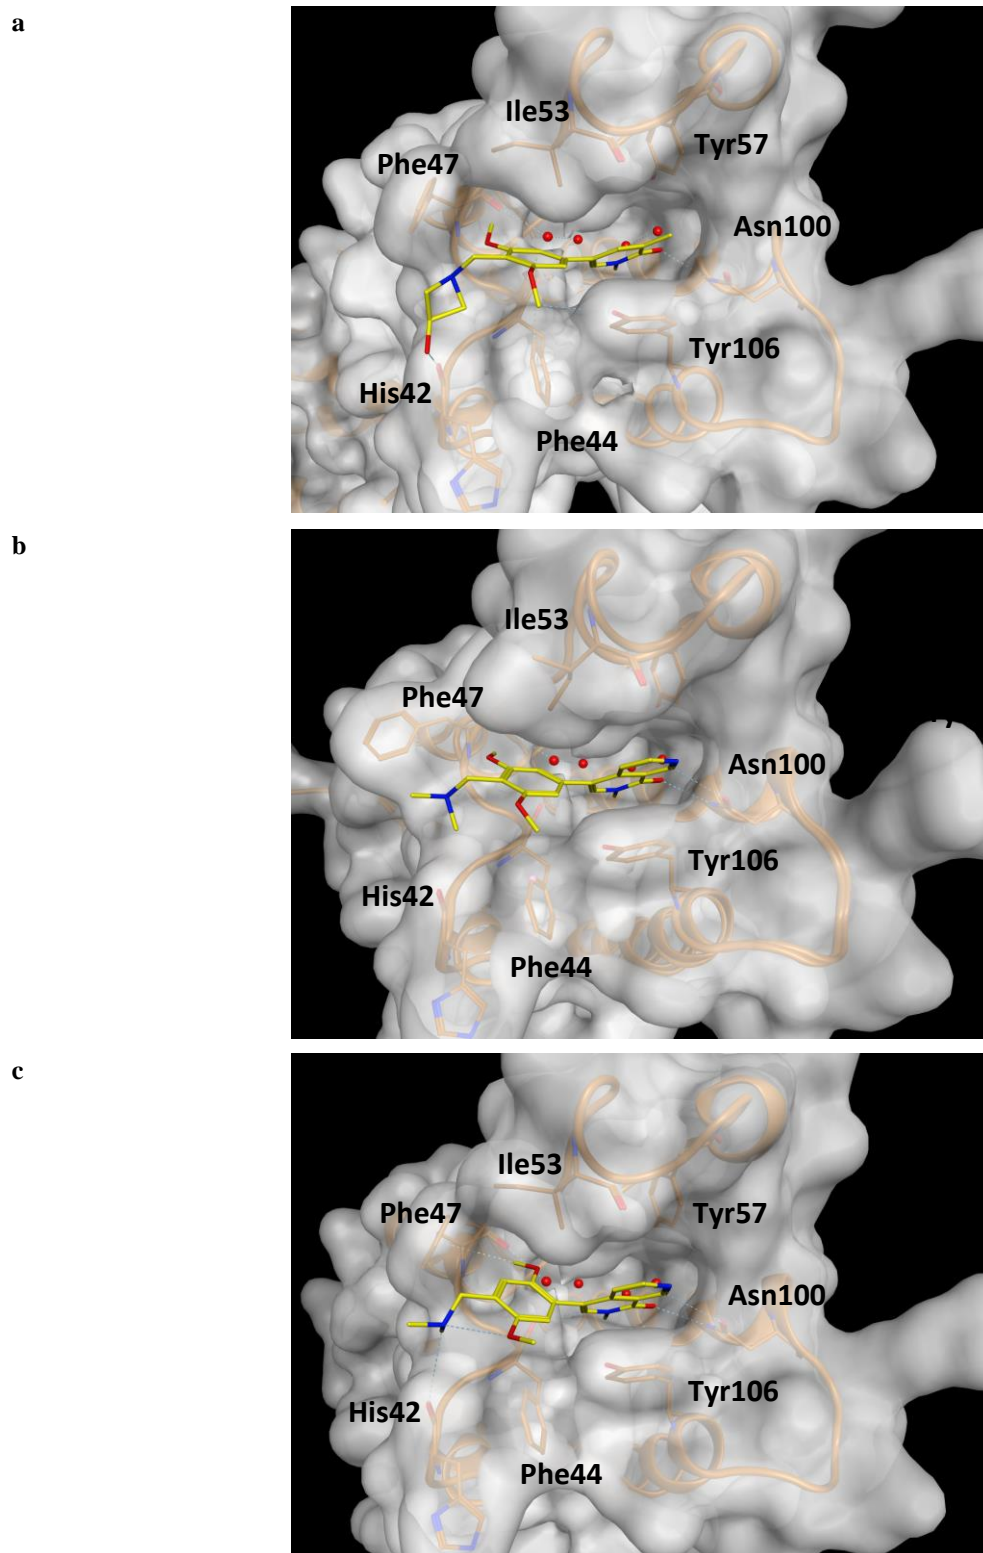 a
Ile53
Tyr57
Phe47
Asn100
Tyr106
His42
Phe44
b
Ile53
Phe47
Asn100
Tyr106
His42
Phe44
c
Ile53
Phe47
Tyr57
Asn100
Tyr106
His42
Phe44